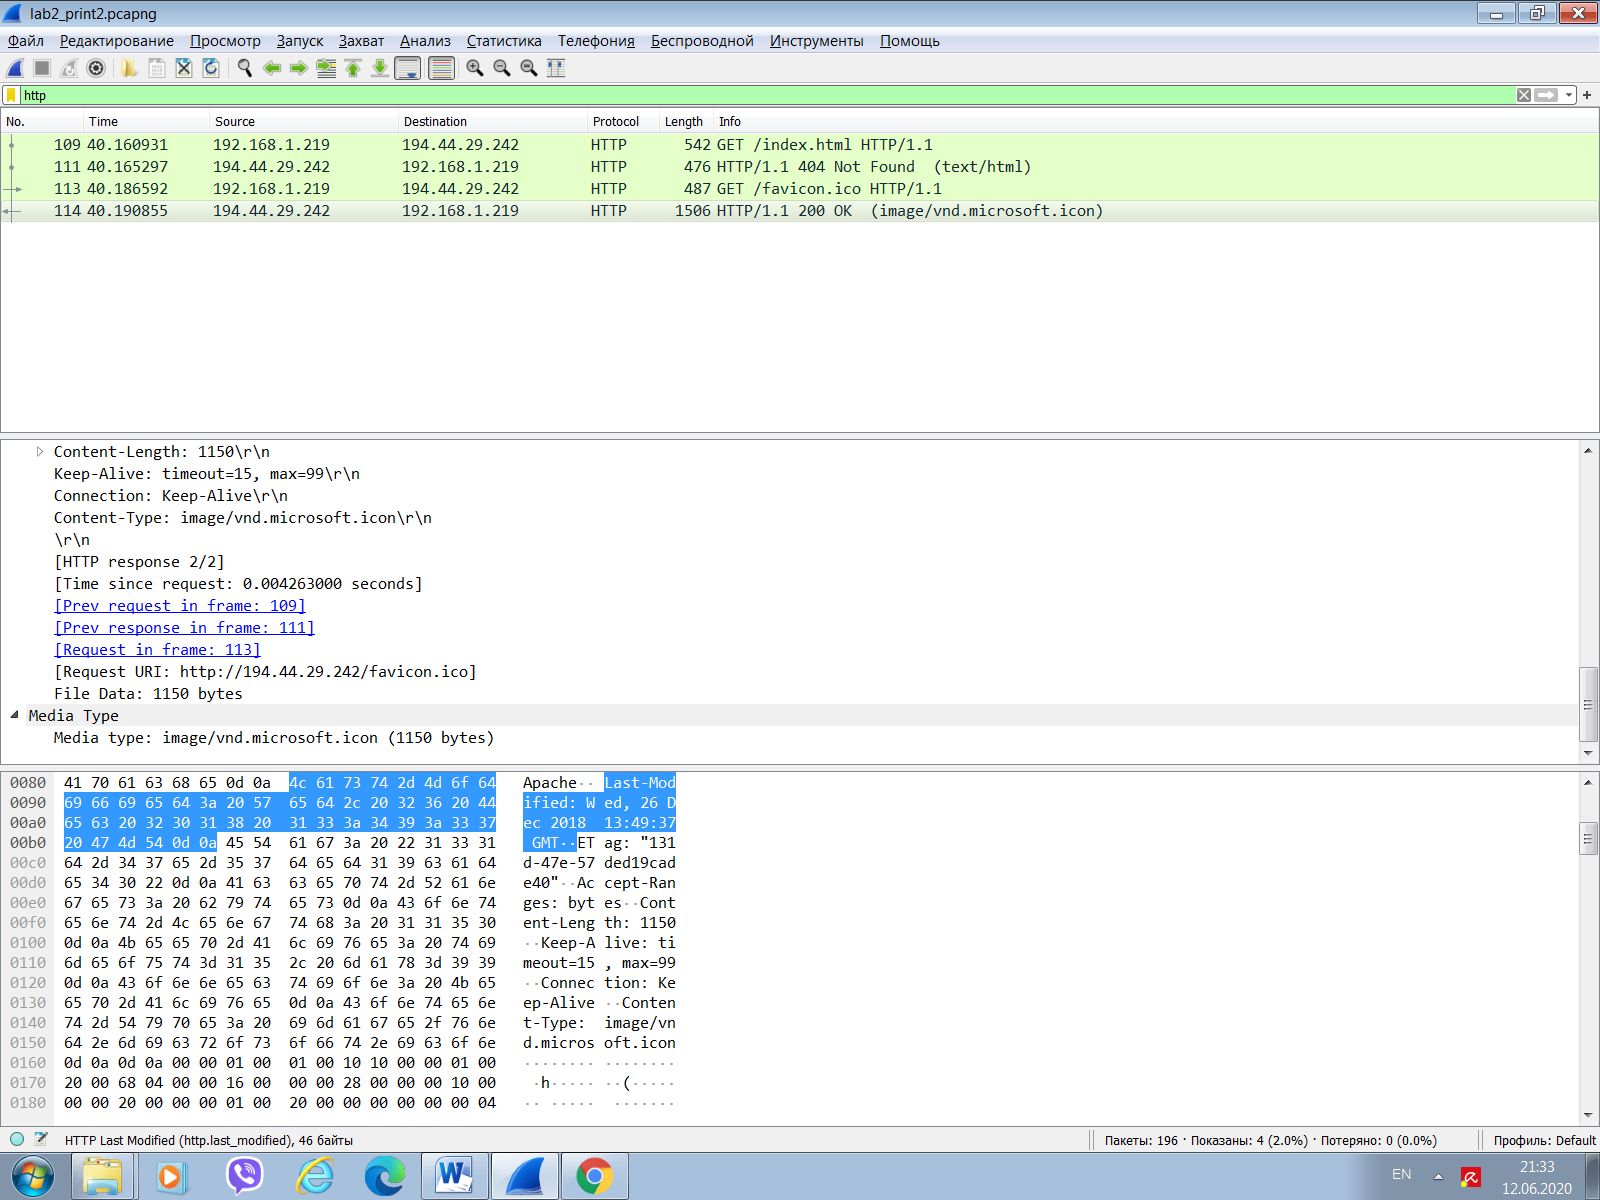 lab2_print2.pcapng
Файл Редактирование Просмотр Запуск Захват Анализ Статистика Телефония Беспроводной Инструменты Помощь
http
No. Time Source Destination Protocol Length Info
109 40.160931 192.168.1.219 194.44.29.242 HTTP 542 GET /index.html HTTP/1.1
111 40.165297 194.44.29.242 192.168.1.219 HTTP 476 HTTP/1.1 404 Not Found (text/html)
113 40.186592 192.168.1.219 194.44.29.242 HTTP 487 GET /favicon.ico HTTP/1.1
114 40.190855 194.44.29.242 192.168.1.219 HTTP 1506 HTTP/1.1 200 OK (image/vnd.microsoft.icon)
Content-Length: 1150\r\n
Keep-Alive: timeout=15, max=99\r\n
Connection: Keep-Alive\r\n
Content-Type: image/vnd.microsoft.icon\r\n
\r\n
[HTTP response 2/2]
[Time since request: 0.004263000 seconds]
[Prev request in frame: 109]
[Prev response in frame: 111]
[Request in frame: 113]
[Request URI: http://194.44.29.242/favicon.ico]
File Data: 1150 bytes
Media Type
Media type: image/vnd.microsoft.icon (1150 bytes)
0080 41 70 61 63 68 65 0d 0a 4c 61 73 74 2d 4d 6f 64 Apache·· Last-Mod
0090 69 66 69 65 64 3a 20 57 65 64 2c 20 32 36 20 44 ified: W ed, 26 D
00a0 65 63 20 32 30 31 38 20 31 33 3a 34 39 3a 33 37 ec 2018 13:49:37
00b0 20 47 4d 54 0d 0a 45 54 61 67 3a 20 22 31 33 31 GMT··ET ag: "131
00c0 64 2d 34 37 65 2d 35 37 64 65 64 31 39 63 61 64 d-47e-57 ded19cad
00d0 65 34 30 22 0d 0a 41 63 63 65 70 74 2d 52 61 6e e40"··Ac cept-Ran
00e0 67 65 73 3a 20 62 79 74 65 73 0d 0a 43 6f 6e 74 ges: byt es··Cont
00f0 65 6e 74 2d 4c 65 6e 67 74 68 3a 20 31 31 35 30 ent-Leng th: 1150
0100 0d 0a 4b 65 65 70 2d 41 6c 69 76 65 3a 20 74 69 ··Keep-A live: ti
0110 6d 65 6f 75 74 3d 31 35 2c 20 6d 61 78 3d 39 39 meout=15 , max=99
0120 0d 0a 43 6f 6e 6e 65 63 74 69 6f 6e 3a 20 4b 65 ··Connec tion: Ke
0130 65 70 2d 41 6c 69 76 65 0d 0a 43 6f 6e 74 65 6e ep-Alive ··Conten
0140 74 2d 54 79 70 65 3a 20 69 6d 61 67 65 2f 76 6e t-Type: image/vn
0150 64 2e 6d 69 63 72 6f 73 6f 66 74 2e 69 63 6f 6e d.micros oft.icon
0160 0d 0a 0d 0a 00 00 01 00 01 00 10 10 00 00 01 00 ········ ········
0170 20 00 68 04 00 00 16 00 00 00 28 00 00 00 10 00 ·h····· ··(·····
0180 00 00 20 00 00 00 01 00 20 00 00 00 00 00 00 04 ·· ····· ·······
HTTP Last Modified (http.last_modified), 46 байты
Пакеты: 196 · Показаны: 4 (2.0%) · Потеряно: 0 (0.0%)
Профиль: Default
EN
21:33
12.06.2020